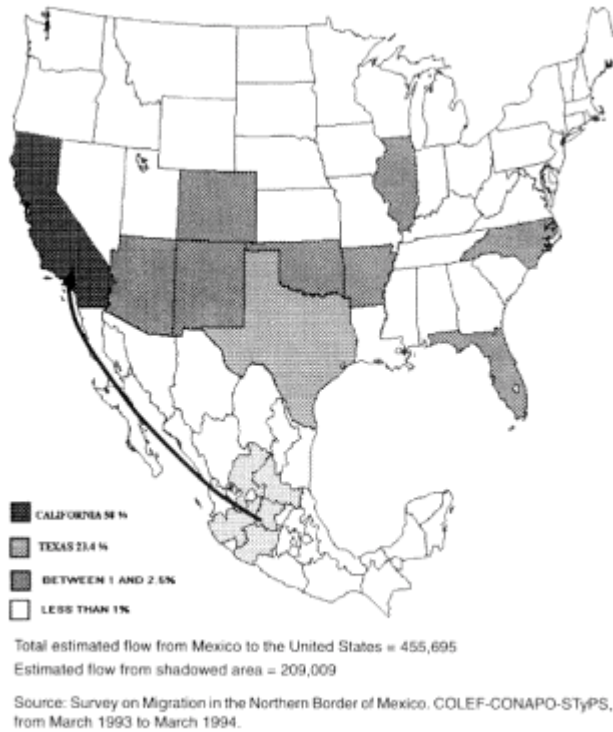 CALIFORNIA 58 %
TEXAS 23.4 %
BETWEEN 1 AND 2.5%
LESS THAN 1%
Total estimated flow from Mexico to the United States = 455,695
Estimated flow from shadowed area = 209,009
Source: Survey on Migration in the Northern Border of Mexico. COLEF-CONAPO-STyPS,
from March 1993 to March 1994.